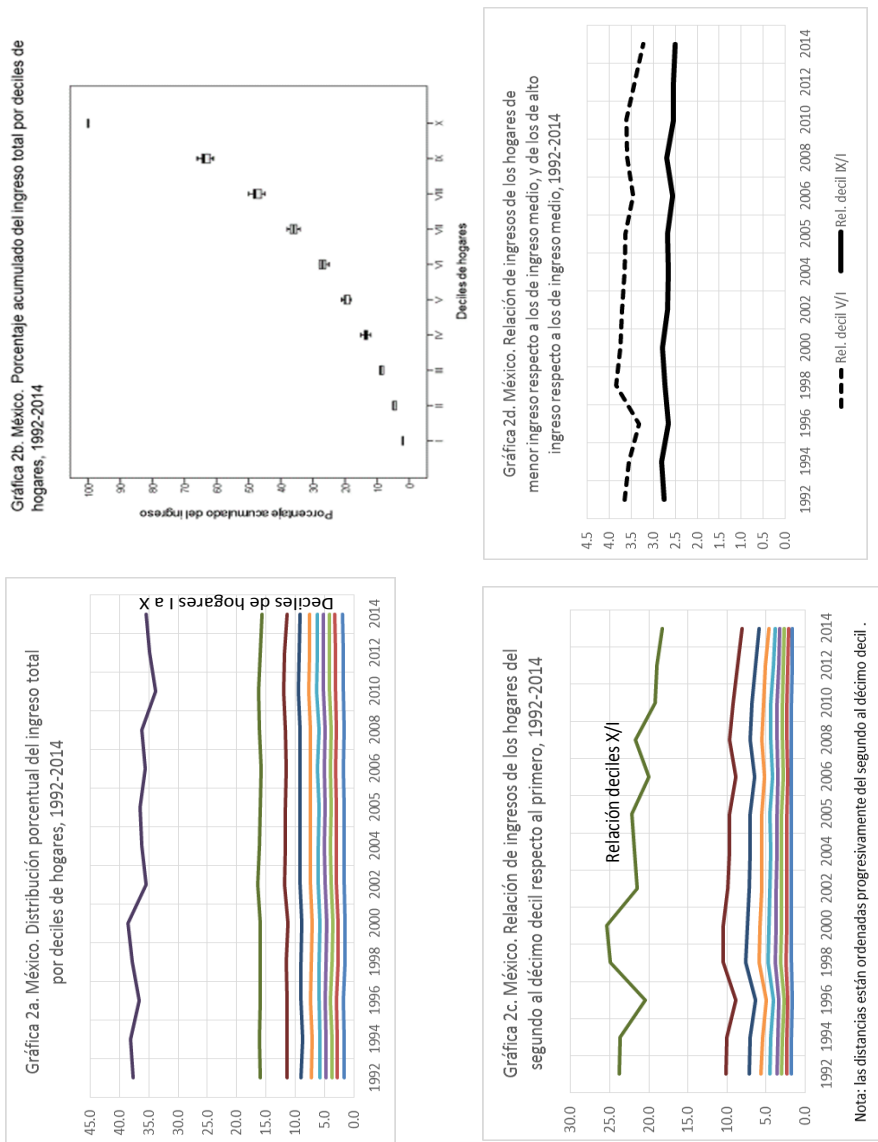 Gráfica 2a. México. Distribución porcentual del ingreso total
por deciles de hogares, 1992-2014
45.0
40.0
35.0
30.0
25.0
20.0
15.0
10.0
5.0
0.0
1992 1994 1996 1998 2000 2002 2004 2005 2006 2008 2010 2012 2014
Deciles de hogares I a X
Gráfica 2b. México. Porcentaje acumulado del ingreso total por deciles de
hogares, 1992-2014
Porcentaje acumulado del ingreso
100
90
80
70
60
50
40
30
20
10
0
I II III IV V VI VII VIII IX X
Deciles de hogares
Gráfica 2c. México. Relación de ingresos de los hogares del
segundo al décimo decil respecto al primero, 1992-2014
30.0
25.0
20.0
15.0
10.0
5.0
0.0
Relación deciles X/I
1992 1994 1996 1998 2000 2002 2004 2005 2006 2008 2010 2012 2014
Nota: las distancias están ordenadas progresivamente del segundo al décimo decil .
Gráfica 2d. México. Relación de ingresos de los hogares de
menor ingreso respecto a los de ingreso medio, y de los de alto
ingreso respecto a los de ingreso medio, 1992-2014
4.5
4.0
3.5
3.0
2.5
2.0
1.5
1.0
0.5
0.0
1992 1994 1996 1998 2000 2002 2004 2005 2006 2008 2010 2012 2014
Rel. decil V/I Rel. decil IX/I